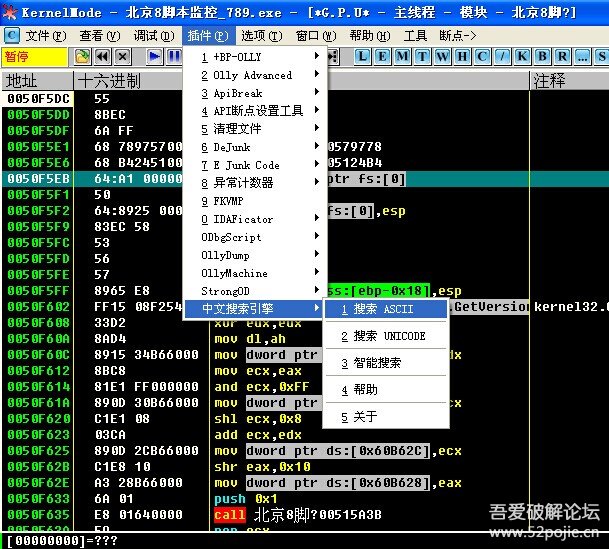 KernelMode - 北京8脚本监控_789.exe - [*G.P.U* - 主线程 - 模块 - 北京8脚?]
C 文件(F) 查看(V) 调试(D) 插件(P) 选项(T) 窗口(W) 帮助(H) 工具 断点->
暂停 L E M T W H C / K B R ... S
地址 十六进制 注释
0050F5DC 55
0050F5DD 8BEC
0050F5DF 6A FF
0050F5E1 68 78975700 579778
0050F5E6 68 B4245100 5124B4
0050F5EB 64:A1 00000 ptr fs:[0]
0050F5F1 50
0050F5F2 64:8925 0000 fs:[0],esp
0050F5F9 83EC 58
0050F5FC 53
0050F5FD 56
0050F5FE 57
0050F5FF 8965 E8 ss:[ebp-0x18],esp
0050F602 FF15 08F254 .GetVersion kernel32.G
0050F608 33D2 xor edx,edx
0050F60A 8AD4 mov dl,ah
0050F60C 8915 34B66000 mov dword ptr dx
0050F612 8BC8 mov ecx,eax
0050F614 81E1 FF000000 and ecx,0xFF
0050F61A 890D 30B66000 mov dword ptr cx
0050F620 C1E1 08 shl ecx,0x8
0050F623 03CA add ecx,edx
0050F625 890D 2CB66000 mov dword ptr ds:[0x60B62C],ecx
0050F62B C1E8 10 shr eax,0x10
0050F62E A3 28B66000 mov dword ptr ds:[0x60B628],eax
0050F633 6A 01 push 0x1
0050F635 E8 01640000 call 北京8脚?00515A3B
0050F63A 59 pop ecx
[00000000]=???
1 +BP-OLLY
2 Olly Advanced
3 ApiBreak
4 API断点设置工具
5 清理文件
6 DeJunk
7 E Junk Code
8 异常计数器
9 FKVMP
0 IDAFicator
ODbgScript
OllyDump
OllyMachine
StrongOD
中文搜索引擎
1 搜索 ASCII
2 搜索 UNICODE
3 智能搜索
4 帮助
5 关于
吾爱破解论坛
www.52pojie.cn